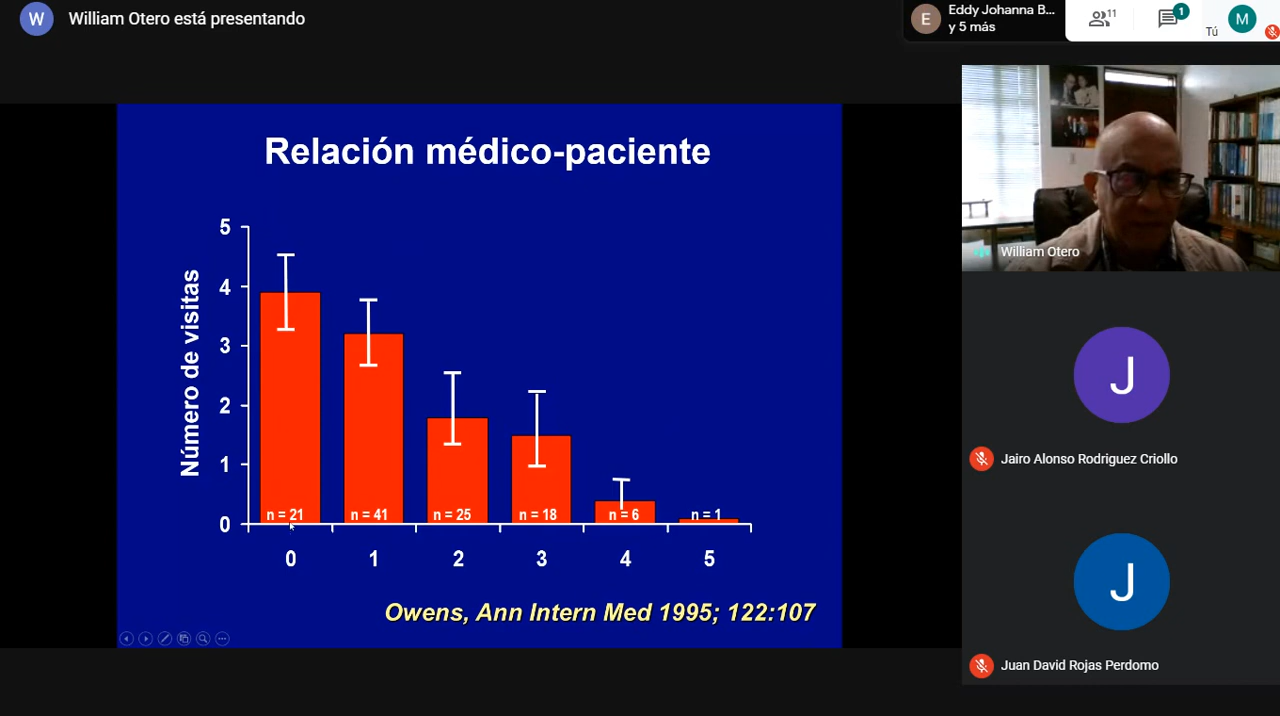 W
William Otero está presentando
E
Eddy Johanna B...
y 5 más
11
1
Tú
M
Relación médico-paciente
Número de visitas
5
4
3
2
1
0
n = 21
n = 41
n = 25
n = 18
n = 6
n = 1
0
1
2
3
4
5
Owens, Ann Intern Med 1995; 122:107
William Otero
J
Jairo Alonso Rodriguez Criollo
J
Juan David Rojas Perdomo